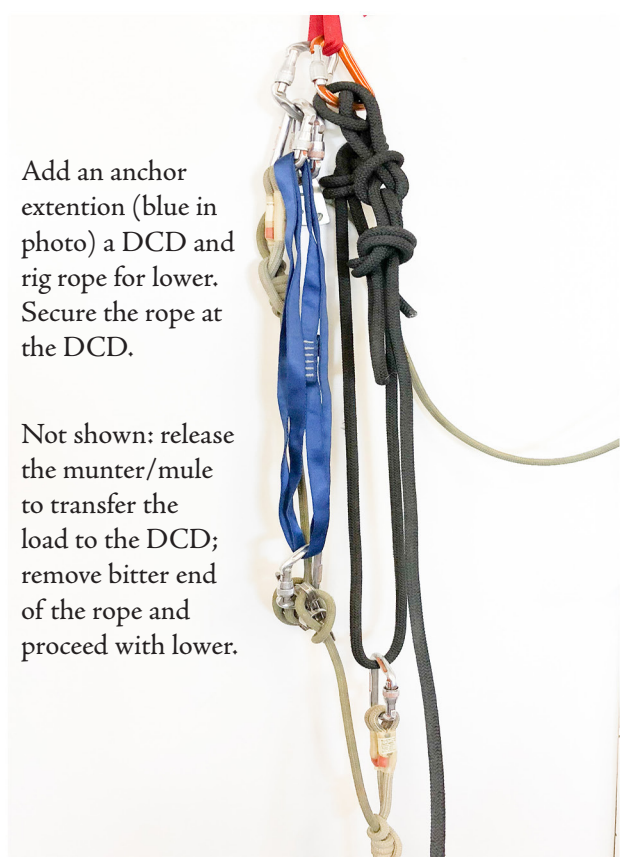 Add an anchor
extention (blue in
photo) a DCD and
rig rope for lower.
Secure the rope at
the DCD.
Not shown: release
the munter/mule
to transfer the
load to the DCD;
remove bitter end
of the rope and
proceed with lower.